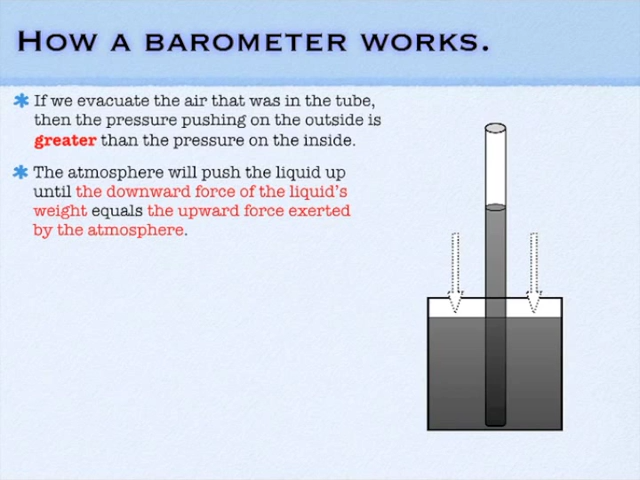 How a barometer works.
If we evacuate the air that was in the tube,
then the pressure pushing on the outside is
greater than the pressure on the inside.
The atmosphere will push the liquid up
until the downward force of the liquid's
weight equals the upward force exerted
by the atmosphere.